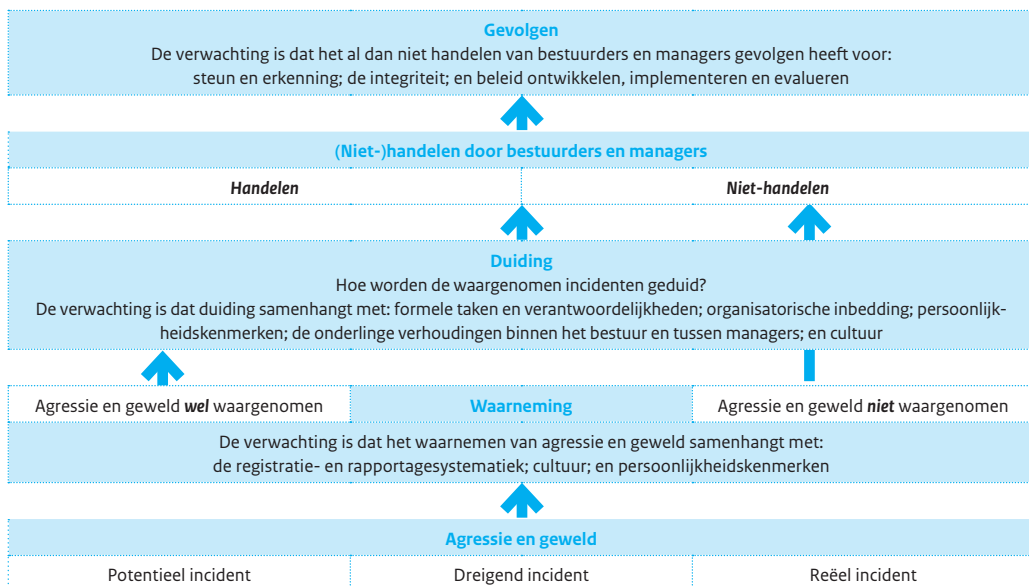 Gevolgen
De verwachting is dat het al dan niet handelen van bestuurders en managers gevolgen heeft voor:
steun en erkenning; de integriteit; en beleid ontwikkelen, implementeren en evalueren
(Niet-)handelen door bestuurders en managers
Handelen
Niet-handelen
Duiding
Hoe worden de waargenomen incidenten geduid?
De verwachting is dat duiding samenhangt met: formele taken en verantwoordelijkheden; organisatorische inbedding; persoonlijk-
heidskenmerken; de onderlinge verhoudingen binnen het bestuur en tussen managers; en cultuur
Agressie en geweld wel waargenomen
Waarneming
Agressie en geweld niet waargenomen
De verwachting is dat het waarnemen van agressie en geweld samenhangt met:
de registratie- en rapportagesystematiek; cultuur; en persoonlijkheidskenmerken
Agressie en geweld
Potentieel incident
Dreigend incident
Reëel incident